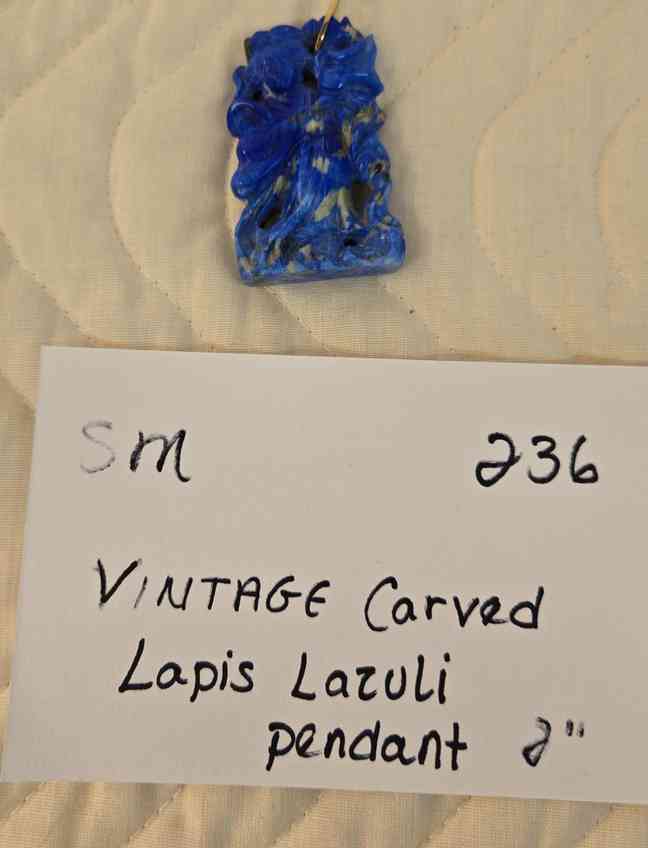 Sm 236
VINTAGE Carved
Lapis Lazuli
pendant 2"